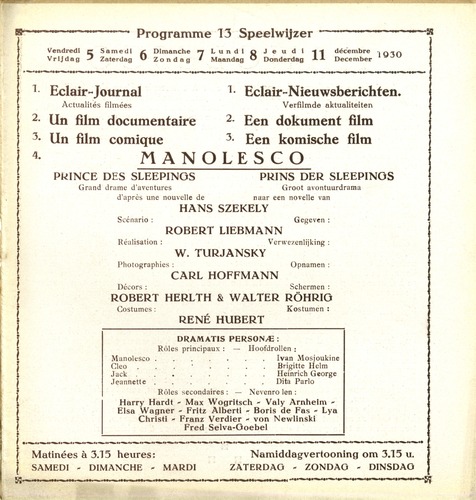 Programme 13 Speelwijzer
Vendredi Vrijdag 5 Samedi Zaterdag 6 Dimanche Zondag 7 Lundi Maandag 8 Jeudi Donderdag 11 décembre December 1930
1. Eclair-Journal 1. Eclair-Nieuwsberichten.
Actualités filmées Verfilmde aktualiteiten
2. Un film documentaire 2. Een dokument film
3. Un film comique 3. Een komische film
4. MANOLESCO
PRINCE DES SLEEPINGS PRINS DER SLEEPINGS
Grand drame d'aventures Groot avontuurdrama
d'après une nouvelle de naar een novelle van
HANS SZEKELY
Scénario : Gegeven :
ROBERT LIEBMANN
Réalisation : Verwezenlijking :
W. TURJANSKY
Photographies : Opnamen :
CARL HOFFMANN
Décors : Schermen :
ROBERT HERLTH & WALTER RÖHRIG
Costumes : Kostumen :
RENÉ HUBERT
DRAMATIS PERSONÆ :
Rôles principaux : — Hoofdrollen ;
Manolesco . . . . . . Ivan Mosjoukine
Cleo . . . . . . Brigitte Helm
Jack . . . . . . Heinrich George
Jeannette . . . . . . Dita Parlo
Rôles secondaires : — Nevenrollen :
Harry Hardt - Max Wogritsch - Valy Arnheim -
Elsa Wagner - Fritz Alberti - Boris de Fas - Lya
Christi - Franz Verdier - von Newlinski
Fred Selva-Goebel
Matinées à 3.15 heures: Namiddagvertooning om 3.15 u.
SAMEDI - DIMANCHE - MARDI ZATERDAG - ZONDAG - DINSDAG